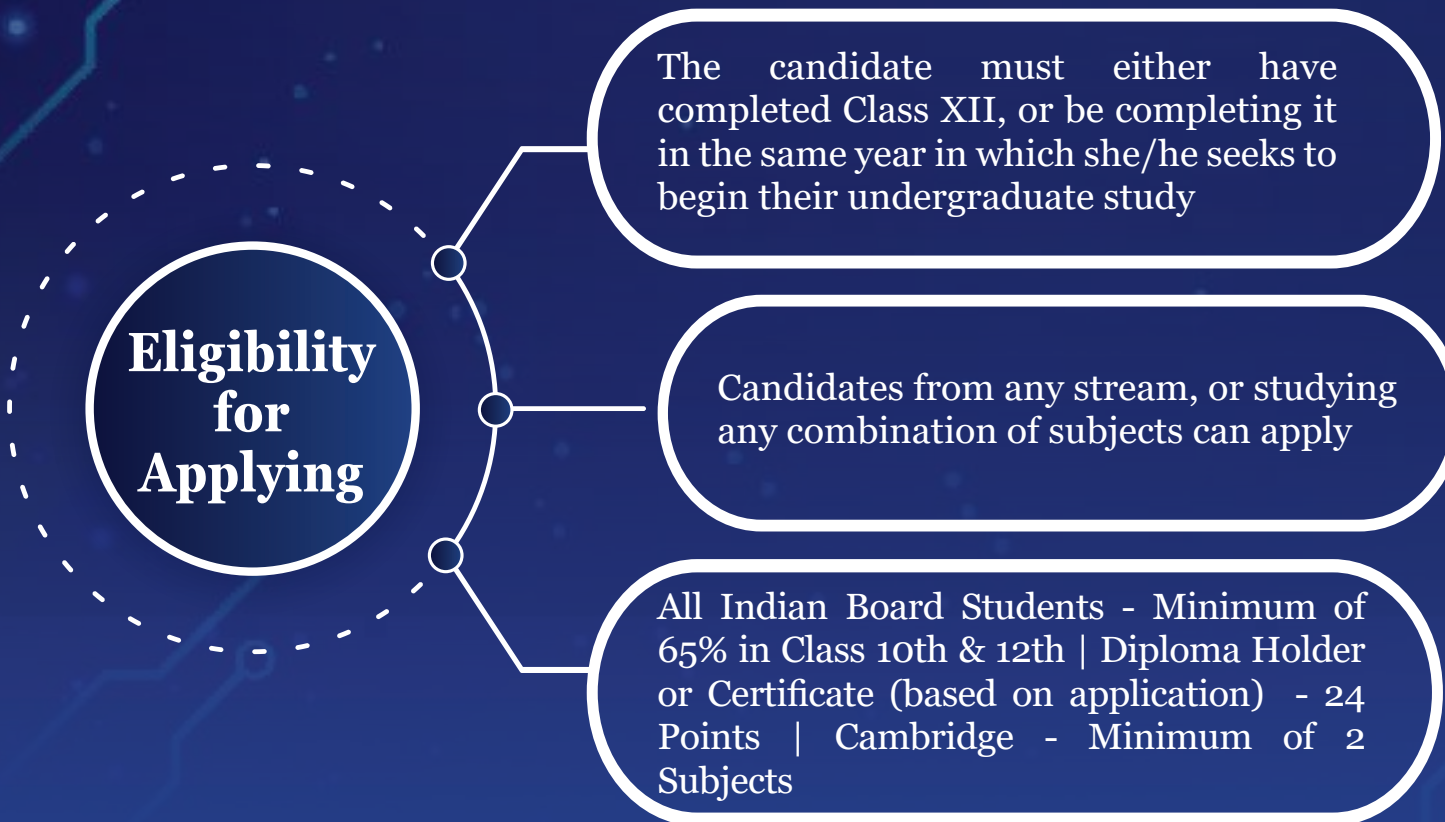 Eligibility
for
Applying
The candidate must either have
completed Class XII, or be completing it
in the same year in which she/he seeks to
begin their undergraduate study
Candidates from any stream, or studying
any combination of subjects can apply
All Indian Board Students - Minimum of
65% in Class 10th & 12th | Diploma Holder
or Certificate (based on application) - 24
Points | Cambridge - Minimum of 2
Subjects